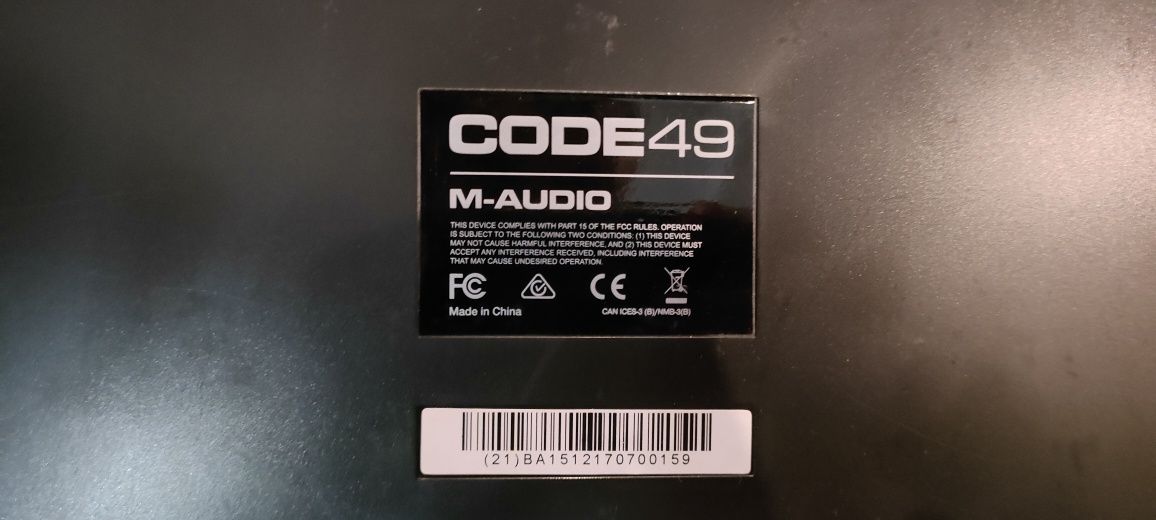 CODE49
M-AUDIO
THIS DEVICE COMPLIES WITH PART 15 OF THE FCC RULES. OPERATION
IS SUBJECT TO THE FOLLOWING TWO CONDITIONS: (1) THIS DEVICE
MAY NOT CAUSE HARMFUL INTERFERENCE, AND (2) THIS DEVICE MUST
ACCEPT ANY INTERFERENCE RECEIVED, INCLUDING INTERFERENCE
THAT MAY CAUSE UNDESIRED OPERATION.
FC CE
Made in China CAN ICES-3 (B)/NMB-3(B)
(21)BA1512170700159